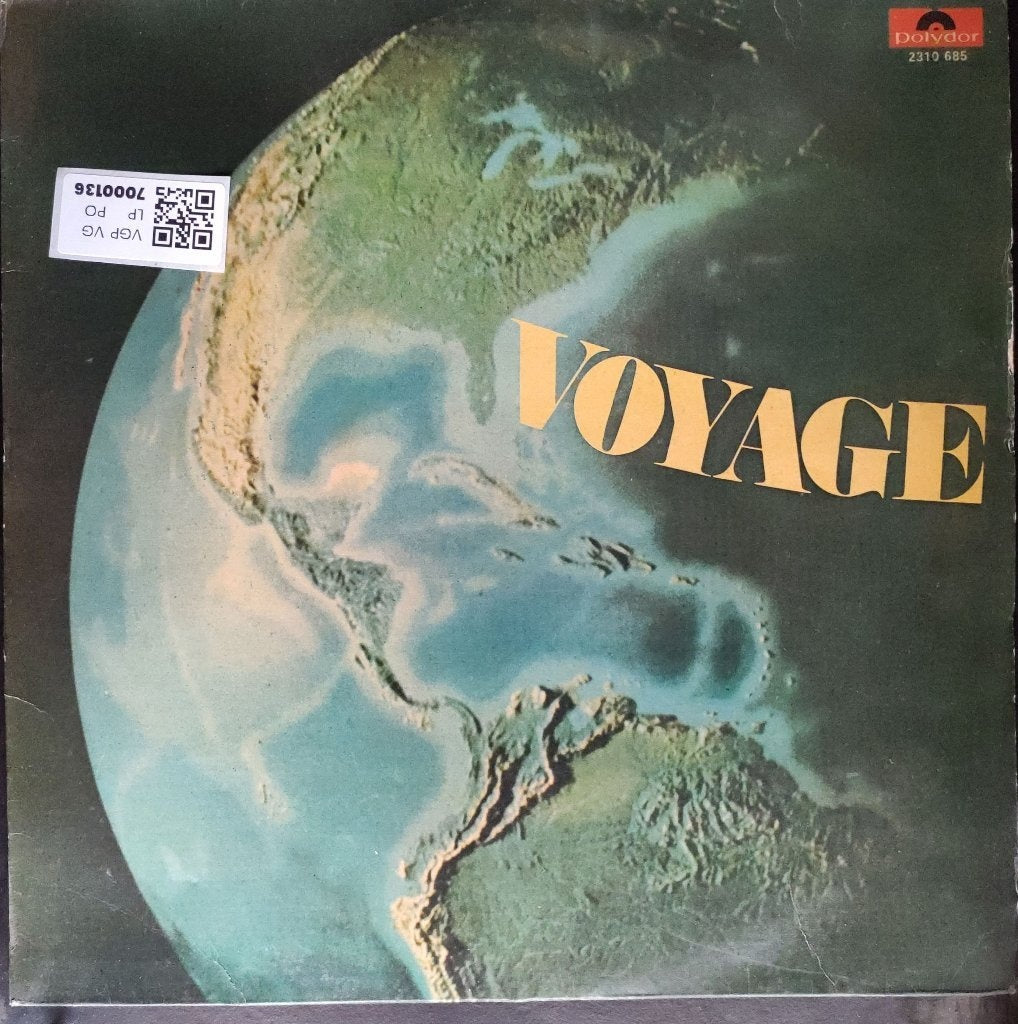 polydor
2310 685
7000136
LP PO
VGP VG
VOYAGE